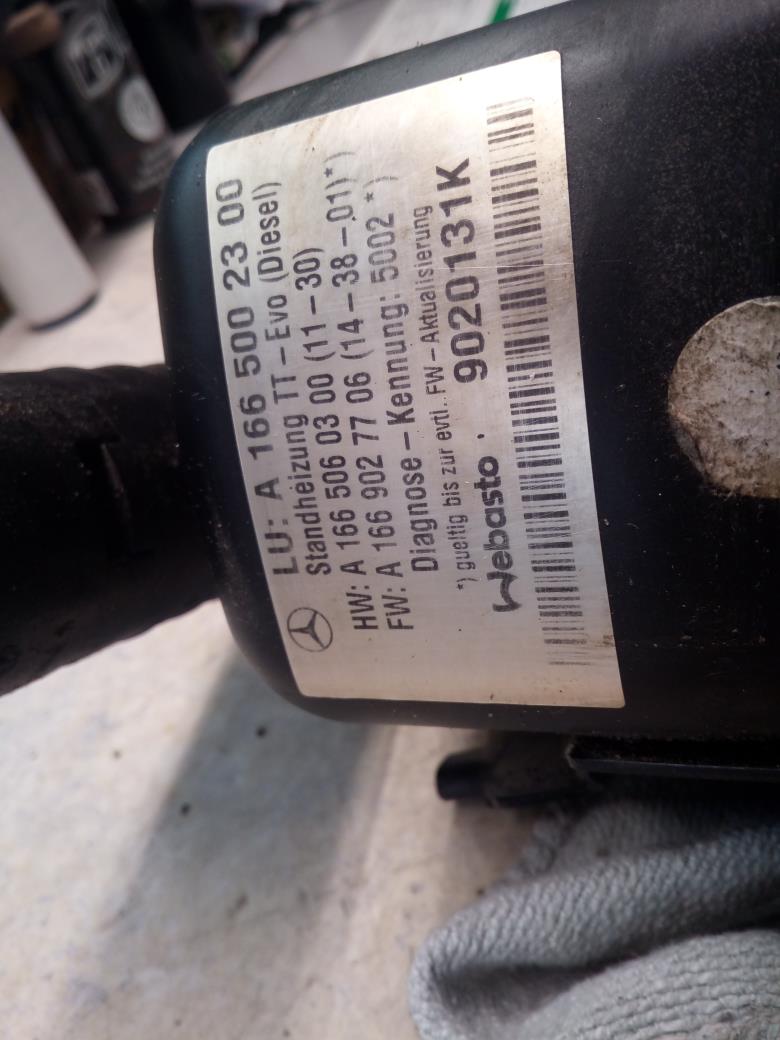 LU: A 166 500 23 00
Standheizung TT-Evo (Diesel)
HW: A 166 506 03 00 (11-30)
FW: A 166 902 77 06 (14-38-01)*)
Diagnose-Kennung: 5002 *)
*) gueltig bis zur evtl. FW-Aktualisierung
Webasto 9020131K